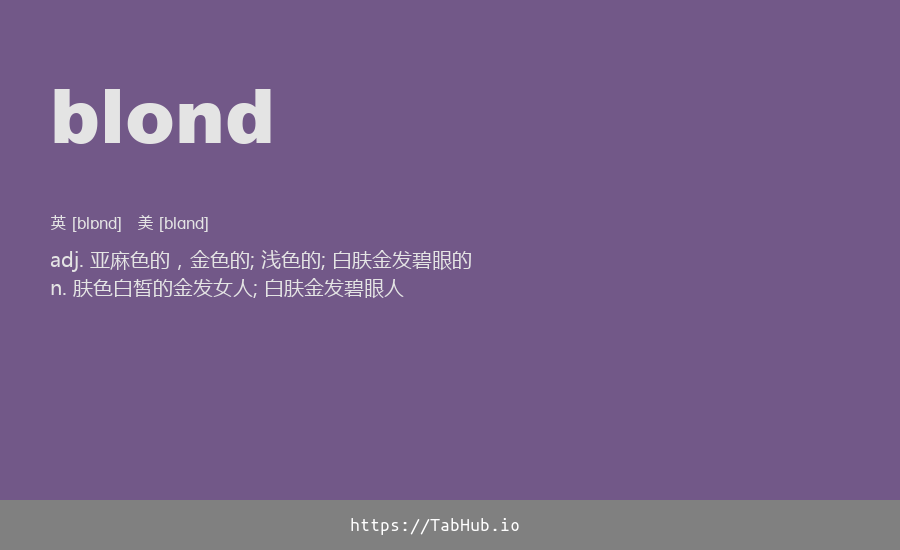 blond
英 [blɒnd] 美 [blɑnd]
adj. 亚麻色的，金色的; 浅色的; 白肤金发碧眼的
n. 肤色白皙的金发女人; 白肤金发碧眼人
https://TabHub.io